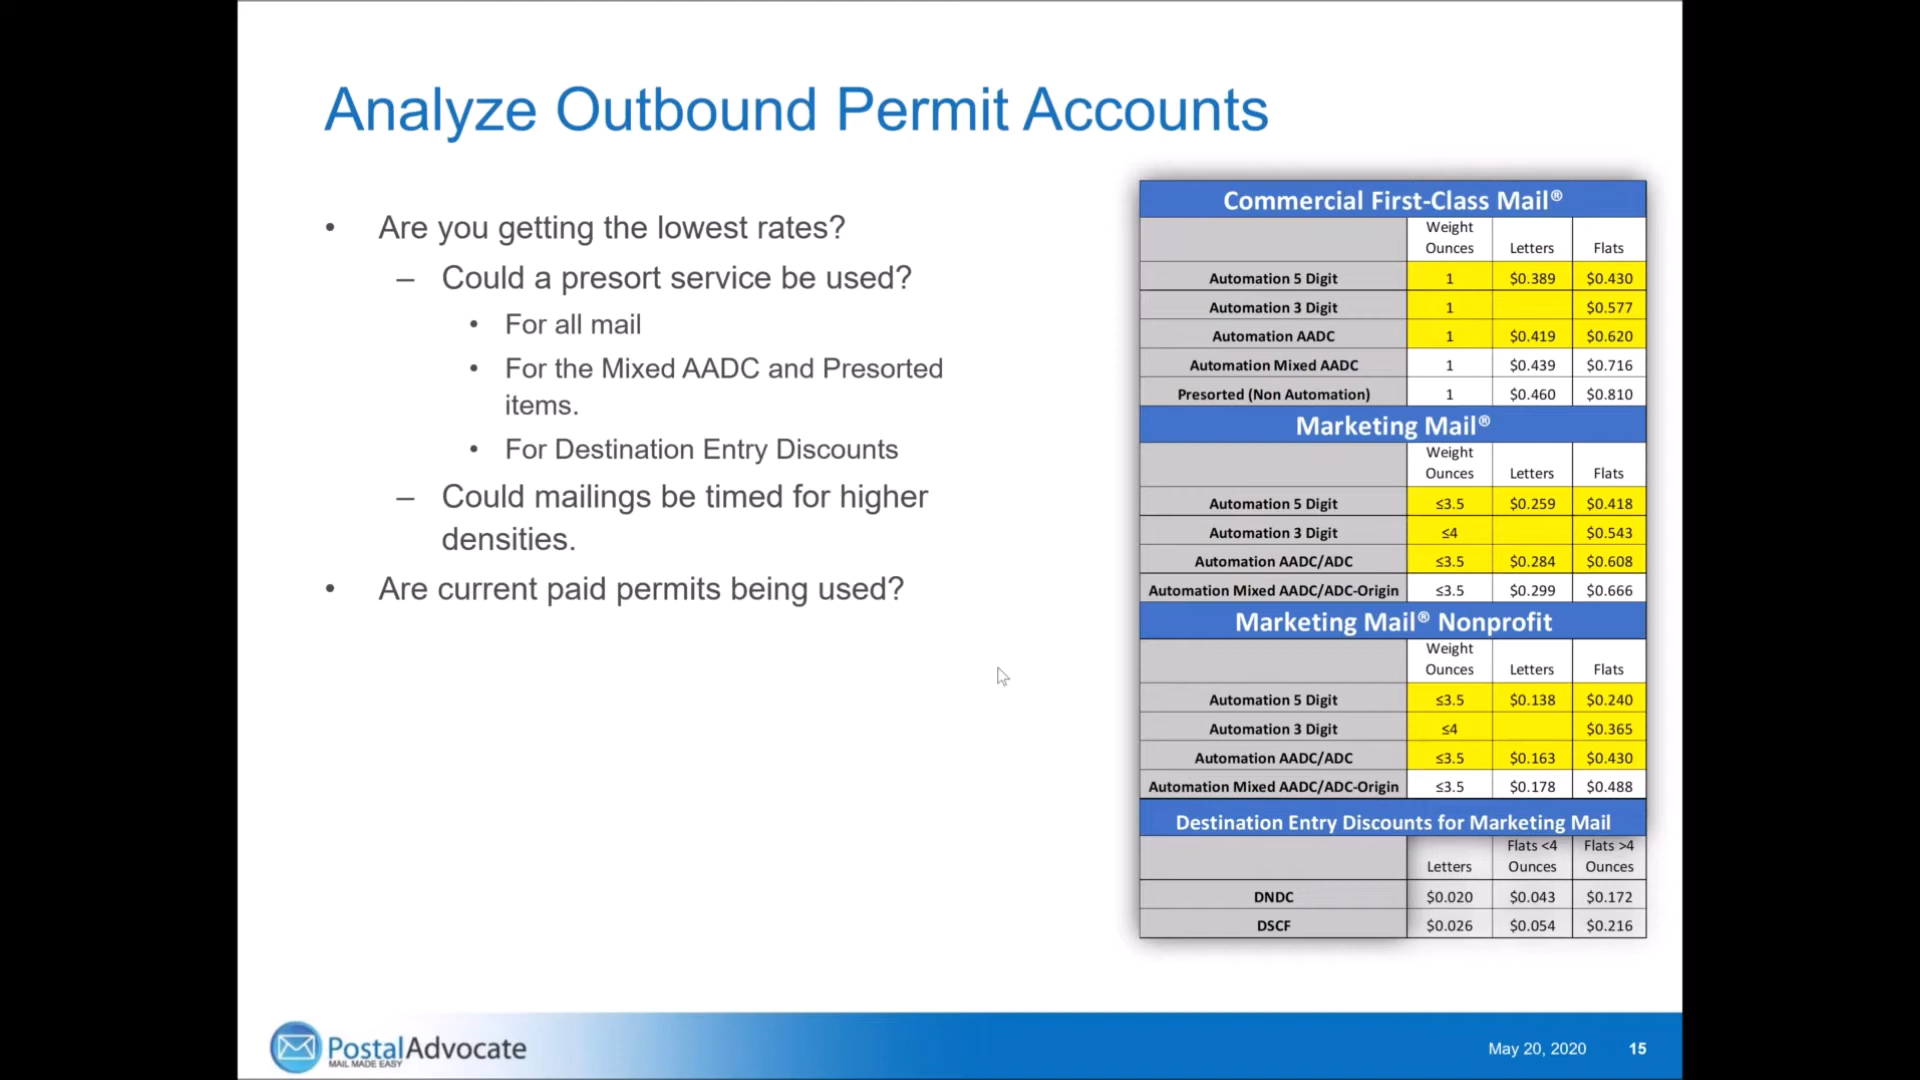 Analyze Outbound Permit Accounts
• Are you getting the lowest rates?
– Could a presort service be used?
• For all mail
• For the Mixed AADC and Presorted
items.
• For Destination Entry Discounts
– Could mailings be timed for higher
densities.
• Are current paid permits being used?
Commercial First-Class Mail®
Weight Ounces Letters Flats
Automation 5 Digit 1 $0.389 $0.430
Automation 3 Digit 1 $0.577
Automation AADC 1 $0.419 $0.620
Automation Mixed AADC 1 $0.439 $0.716
Presorted (Non Automation) 1 $0.460 $0.810
Marketing Mail®
Weight Ounces Letters Flats
Automation 5 Digit ≤3.5 $0.259 $0.418
Automation 3 Digit ≤4 $0.543
Automation AADC/ADC ≤3.5 $0.284 $0.608
Automation Mixed AADC/ADC-Origin ≤3.5 $0.299 $0.666
Marketing Mail® Nonprofit
Weight Ounces Letters Flats
Automation 5 Digit ≤3.5 $0.138 $0.240
Automation 3 Digit ≤4 $0.365
Automation AADC/ADC ≤3.5 $0.163 $0.430
Automation Mixed AADC/ADC-Origin ≤3.5 $0.178 $0.488
Destination Entry Discounts for Marketing Mail
Letters Flats <4 Ounces Flats >4 Ounces
DNDC $0.020 $0.043 $0.172
DSCF $0.026 $0.054 $0.216
PostalAdvocate
MAIL MADE EASY
May 20, 2020 15